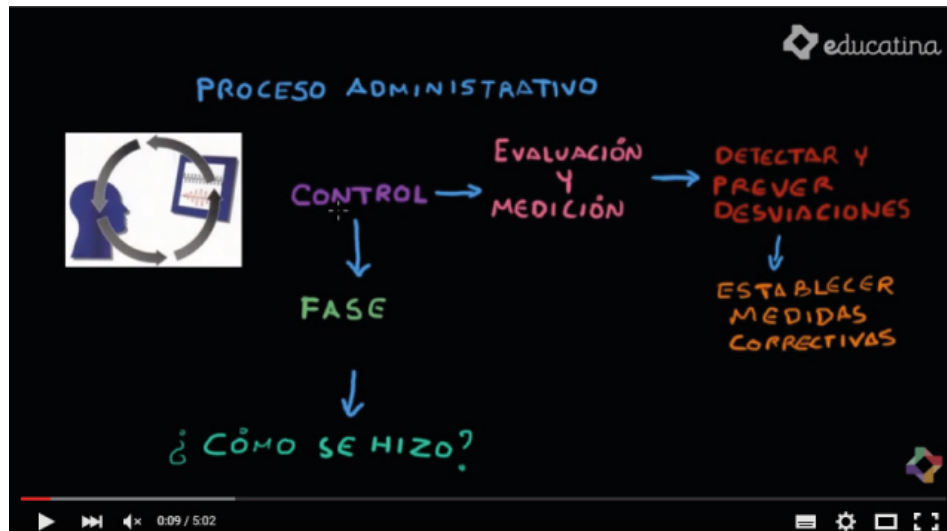 educatina
PROCESO ADMINISTRATIVO
CONTROL
EVALUACIÓN
Y
MEDICIÓN
DETECTAR Y
PREVER
DESVIACIONES
ESTABLECER
MEDIDAS
CORRECTIVAS
FASE
¿CÓMO SE HIZO?
0:09 / 5:02